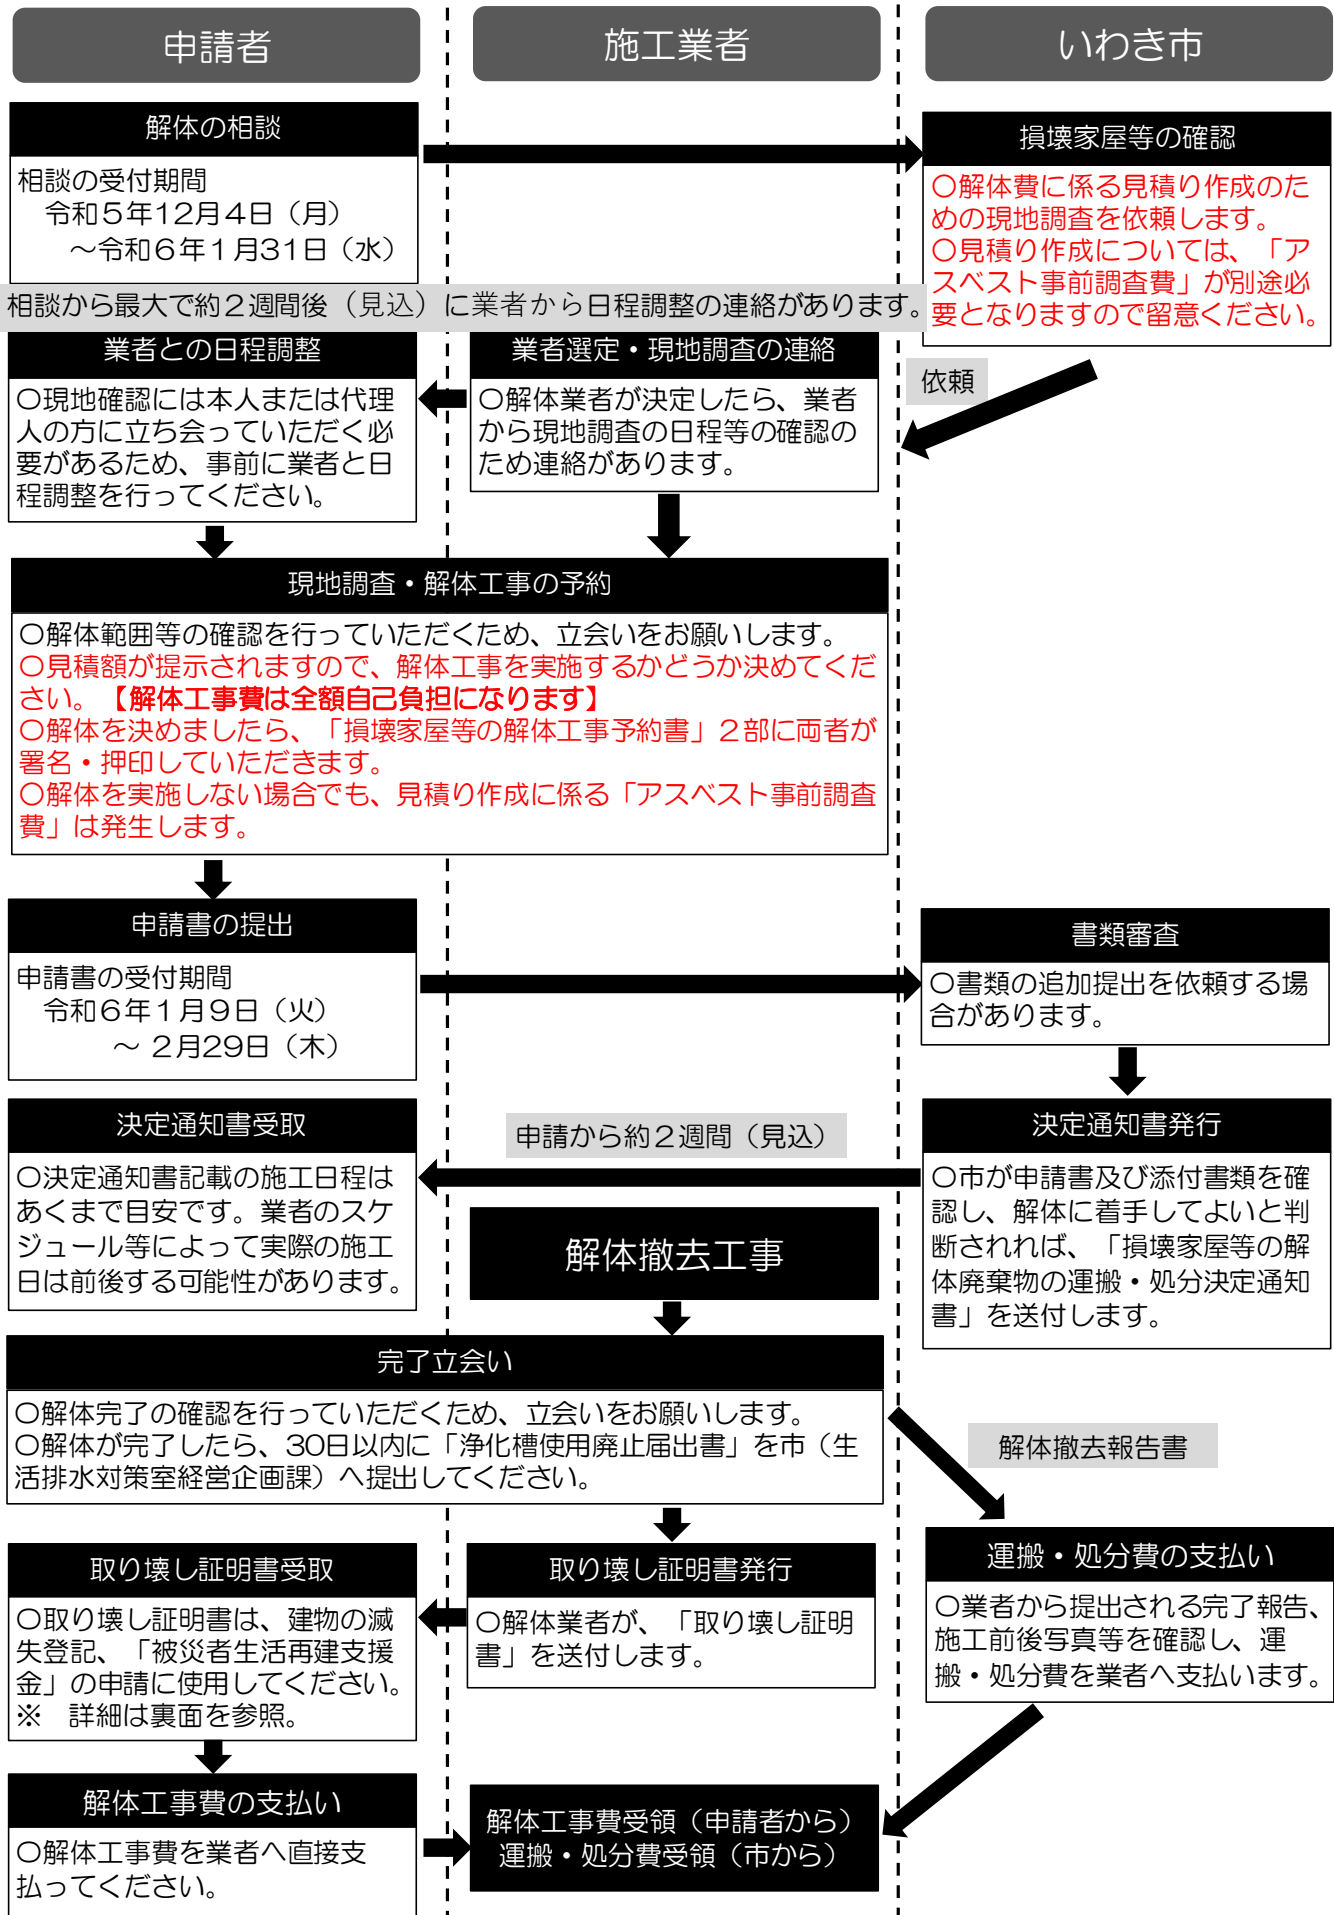 申請者
施工業者
いわき市
解体の相談
相談の受付期間
令和５年12月４日（月）
～令和６年１月31日（水）
損壊家屋等の確認
〇解体費に係る見積り作成のた
めの現地調査を依頼します。
〇見積り作成については、「ア
スベスト事前調査費」が別途必
要となりますので留意ください。
相談から最大で約２週間後（見込）に業者から日程調整の連絡があります。
依頼
業者との日程調整
〇現地確認には本人または代理
人の方に立ち会っていただく必
要があるため、事前に業者と日
程調整を行ってください。
業者選定・現地調査の連絡
〇解体業者が決定したら、業者
から現地調査の日程等の確認の
ため連絡があります。
現地調査・解体工事の予約
〇解体範囲等の確認を行っていただくため、立会いをお願いします。
〇見積額が提示されますので、解体工事を実施するかどうか決めてくだ
さい。【解体工事費は全額自己負担になります】
〇解体を決めましたら、「損壊家屋等の解体工事予約書」２部に両者が
署名・押印していただきます。
〇解体を実施しない場合でも、見積り作成に係る「アスベスト事前調査
費」は発生します。
申請書の提出
申請書の受付期間
令和６年１月９日（火）
～ ２月29日（木）
書類審査
〇書類の追加提出を依頼する場
合があります。
決定通知書受取
〇決定通知書記載の施工日程は
あくまで目安です。業者のスケ
ジュール等によって実際の施工
日は前後する可能性があります。
申請から約２週間（見込）
解体撤去工事
決定通知書発行
〇市が申請書及び添付書類を確
認し、解体に着手してよいと判
断されれば、「損壊家屋等の解
体廃棄物の運搬・処分決定通知
書」を送付します。
完了立会い
〇解体完了の確認を行っていただくため、立会いをお願いします。
〇解体が完了したら、30日以内に「浄化槽使用廃止届出書」を市（生
活排水対策室経営企画課）へ提出してください。
解体撤去報告書
取り壊し証明書受取
〇取り壊し証明書は、建物の滅
失登記、「被災者生活再建支援
金」の申請に使用してください。
※　詳細は裏面を参照。
取り壊し証明書発行
〇解体業者が、「取り壊し証明
書」を送付します。
運搬・処分費の支払い
〇業者から提出される完了報告、
施工前後写真等を確認し、運
搬・処分費を業者へ支払います。
解体工事費の支払い
〇解体工事費を業者へ直接支
払ってください。
解体工事費受領（申請者から）
運搬・処分費受領（市から）